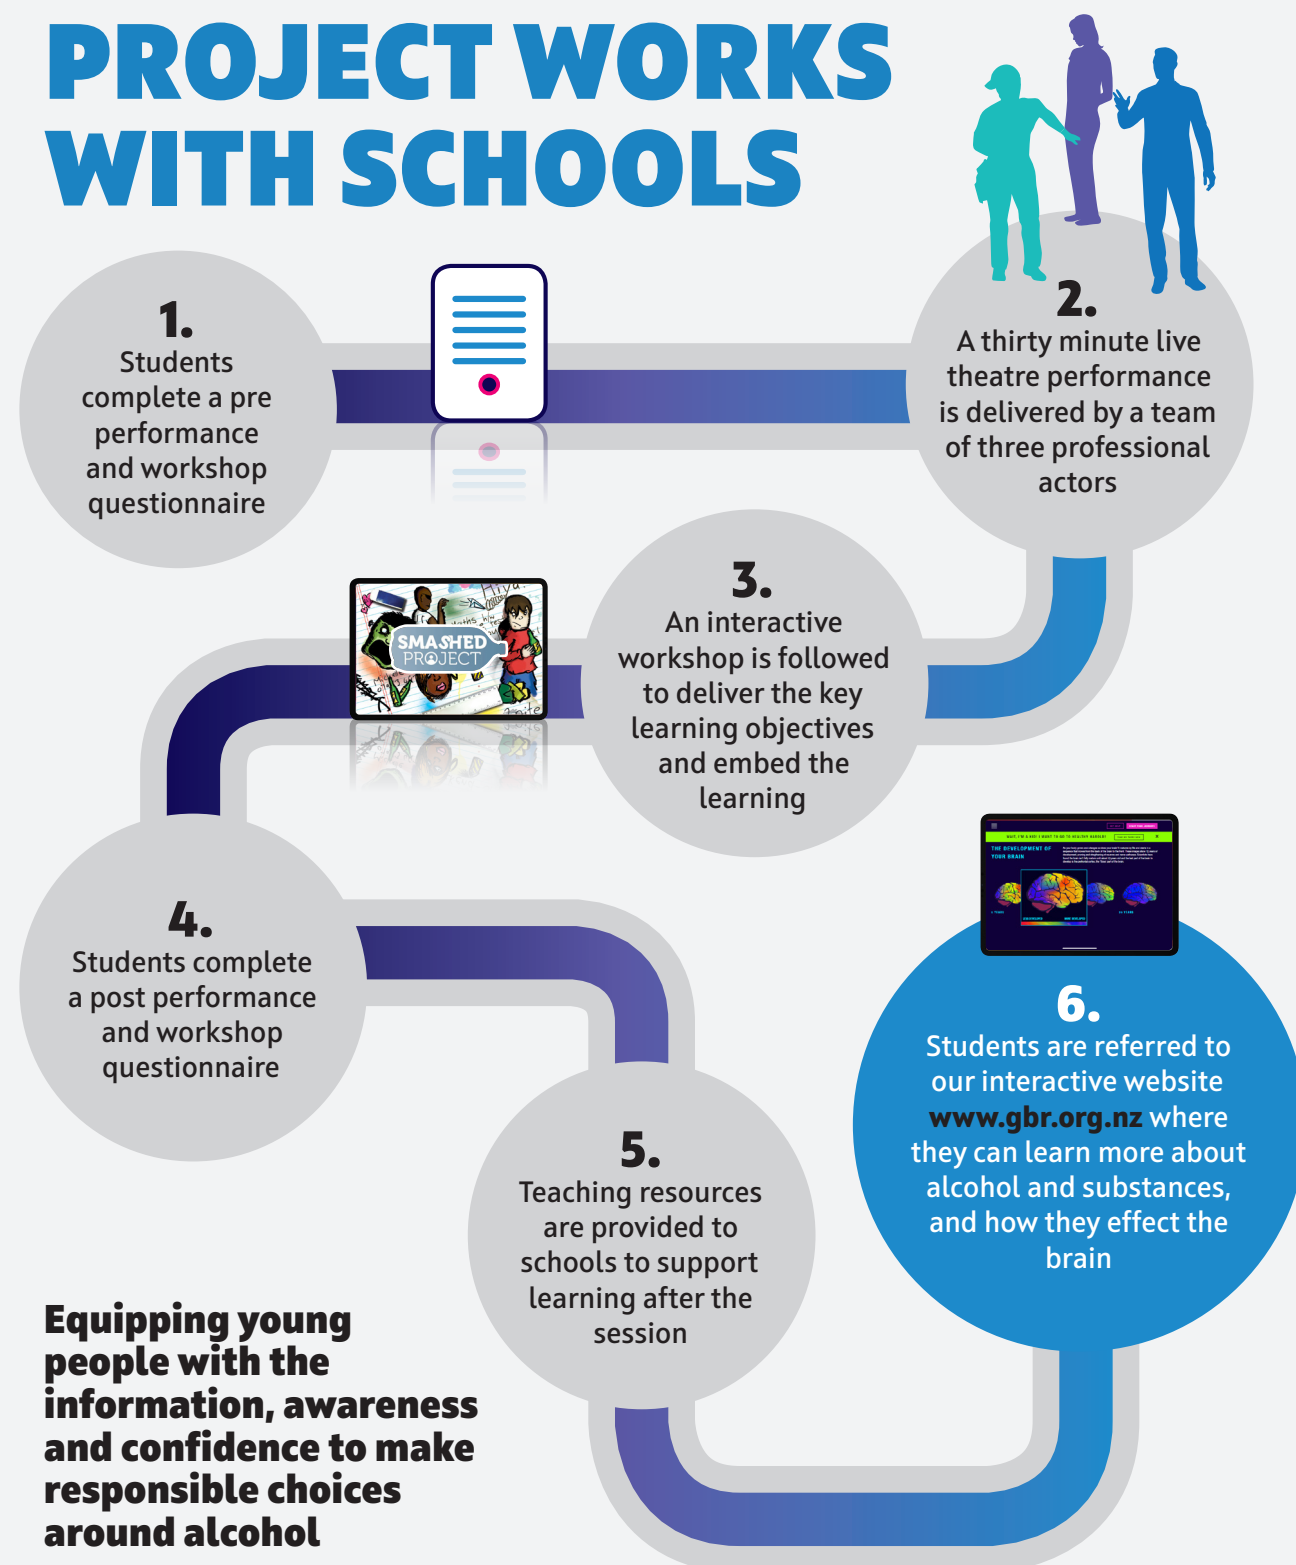 PROJECT WORKS
WITH SCHOOLS
1.
Students
complete a pre
performance
and workshop
questionnaire
2.
A thirty minute live
theatre performance
is delivered by a team
of three professional
actors
3.
An interactive
workshop is followed
to deliver the key
learning objectives
and embed the
learning
SMASHED
PROJECT
4.
Students complete
a post performance
and workshop
questionnaire
5.
Teaching resources
are provided to
schools to support
learning after the
session
THE DEVELOPMENT OF
YOUR BRAIN
6.
Students are referred to
our interactive website
www.gbr.org.nz where
they can learn more about
alcohol and substances,
and how they effect the
brain
Equipping young
people with the
information, awareness
and confidence to make
responsible choices
around alcohol